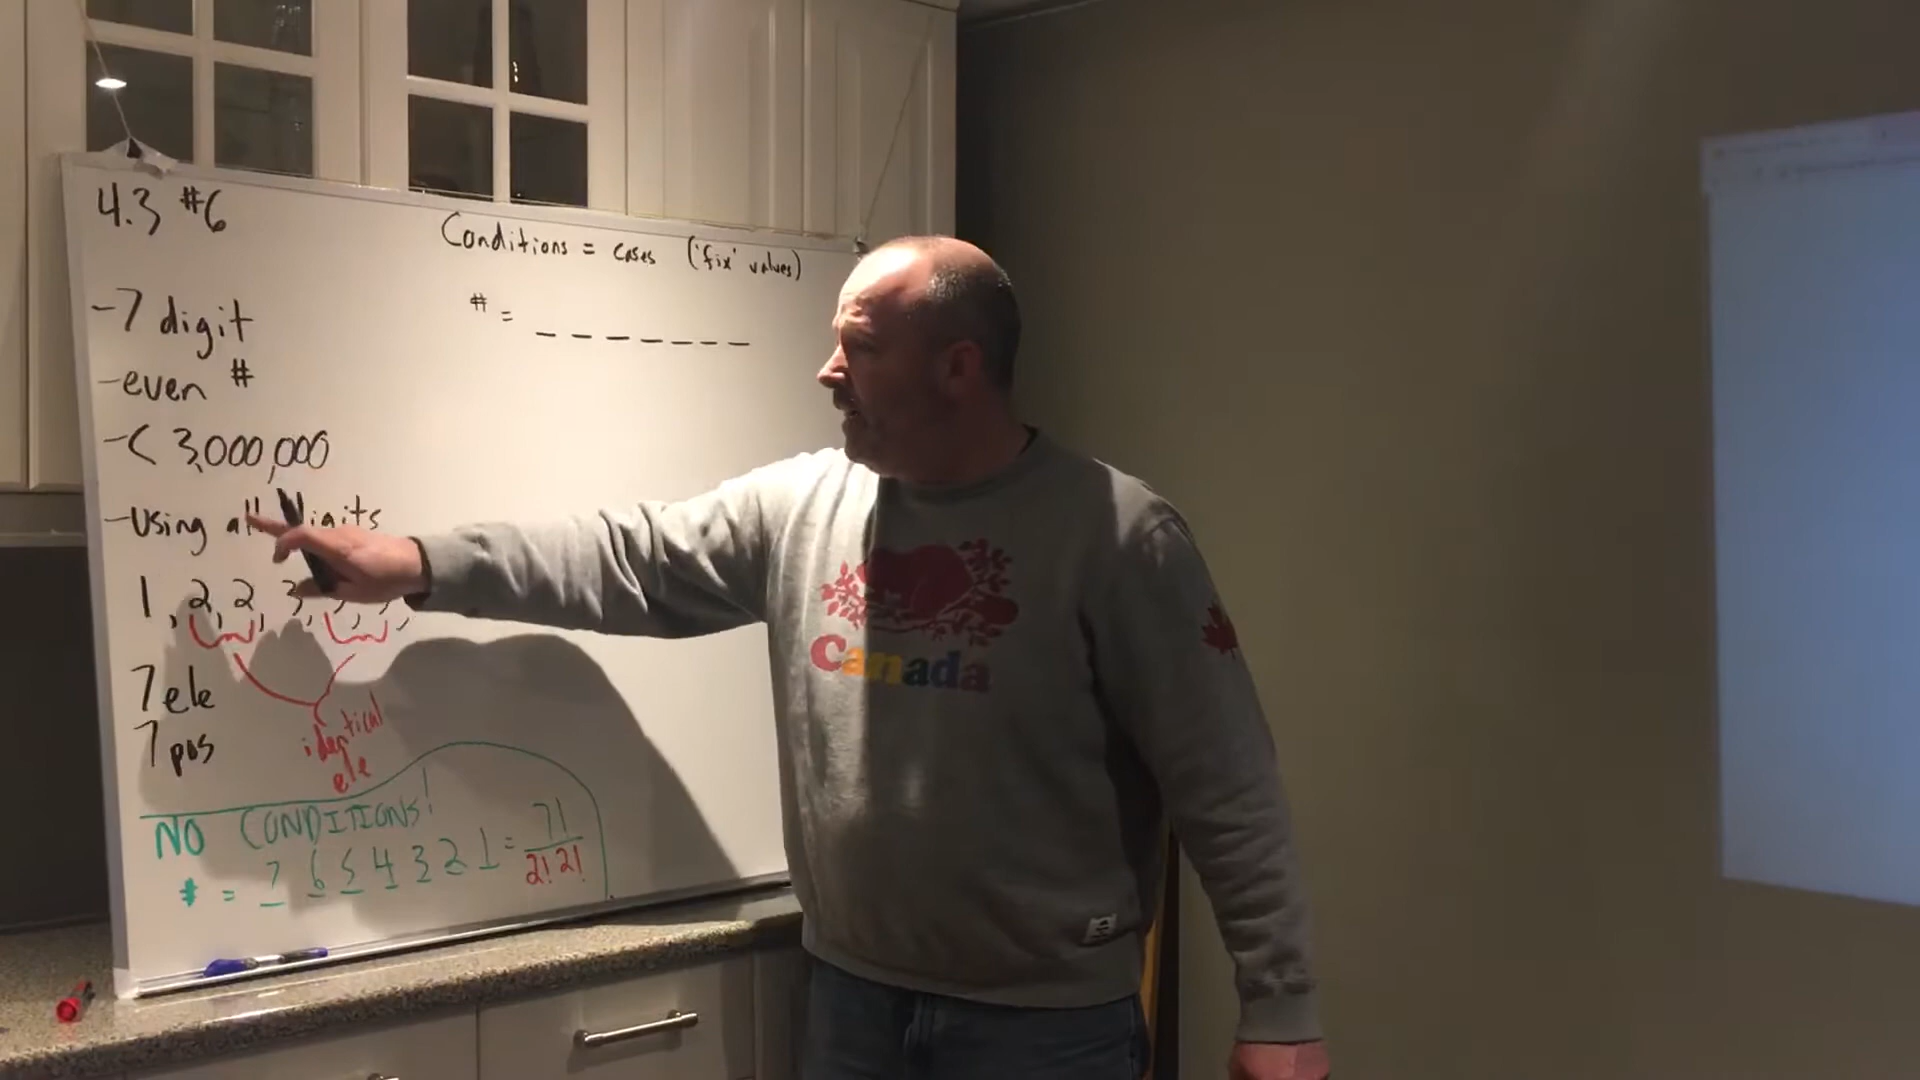 4.3 #6
Conditions = cases ('fix' values)
# = _ _ _ _ _ _ _
-7 digit
-even #
-< 3,000,000
-using all digits
1, 2, 2, 3,
7 ele
7 pos
identical
ele
NO CONDITIONS!
# = 7 6 5 4 3 2 1 = 7!
2! 2!
Canada